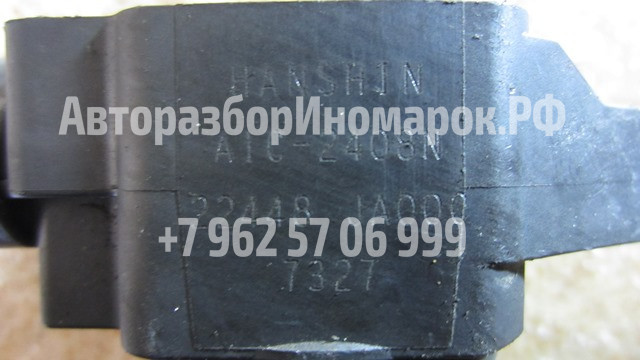 HANSHIN
АвторазборИномарок.РФ
AIC-2408N
22448 JA00C
+7 962 57 06 999
7327